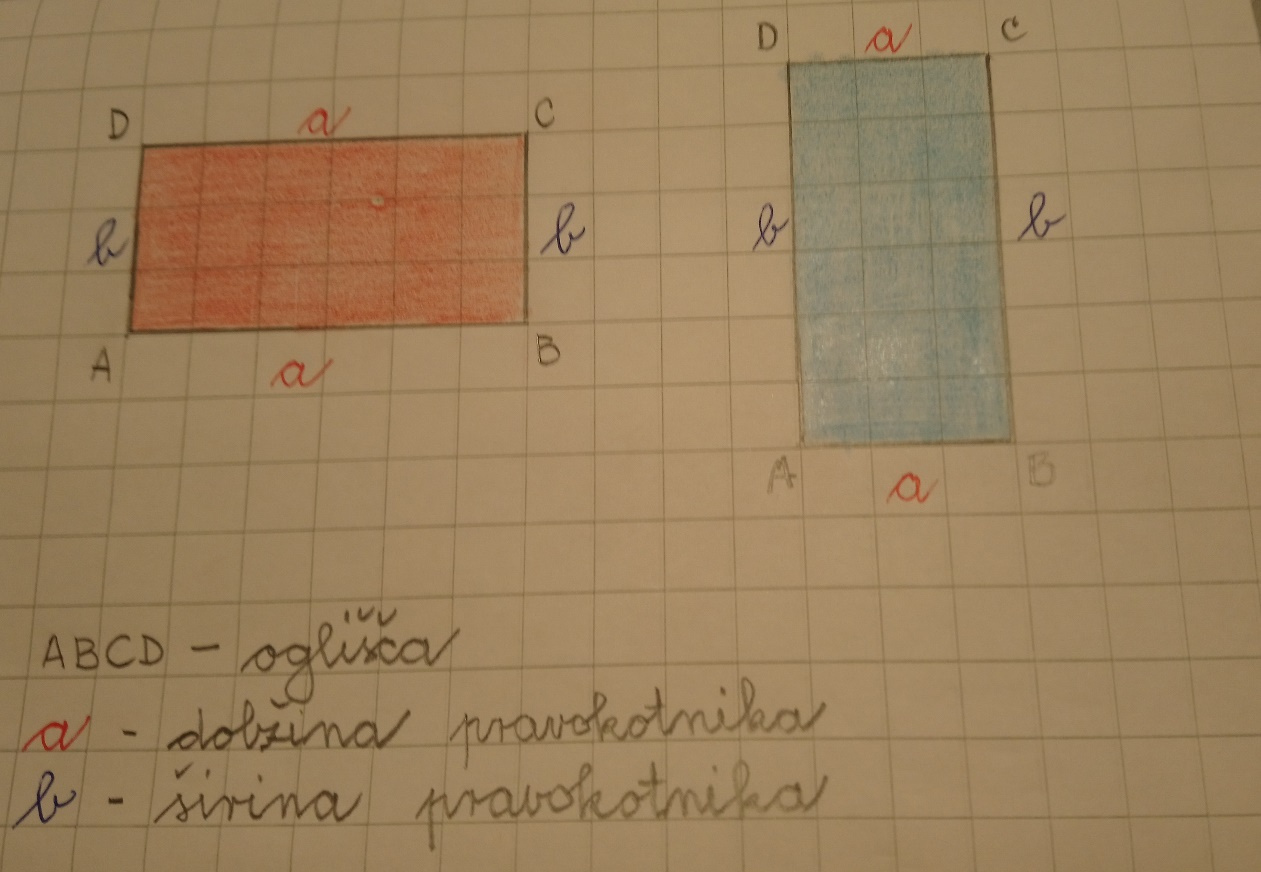 D a C
b b
A a B
D a C
b b
A a B
ABCD - oglišča
a - dolžina pravokotnika
b - širina pravokotnika